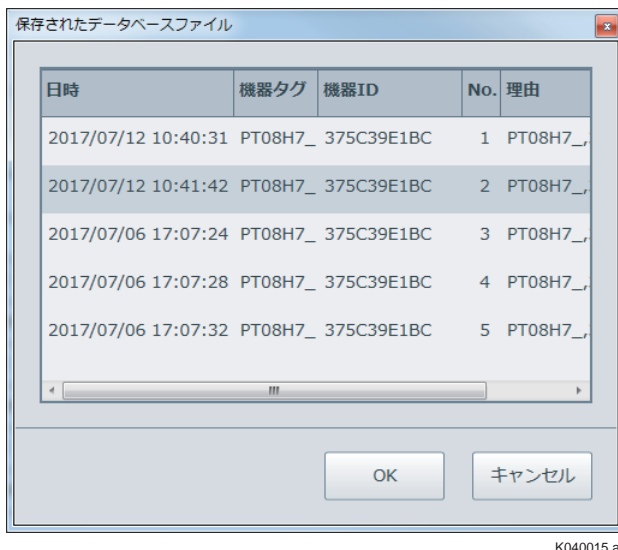 保存されたデータベースファイル
日時 機器タグ 機器ID No. 理由
2017/07/12 10:40:31 PT08H7_ 375C39E1BC 1 PT08H7_,
2017/07/12 10:41:42 PT08H7_ 375C39E1BC 2 PT08H7_,
2017/07/06 17:07:24 PT08H7_ 375C39E1BC 3 PT08H7_,
2017/07/06 17:07:28 PT08H7_ 375C39E1BC 4 PT08H7_,
2017/07/06 17:07:32 PT08H7_ 375C39E1BC 5 PT08H7_,
OK キャンセル
K040015.a